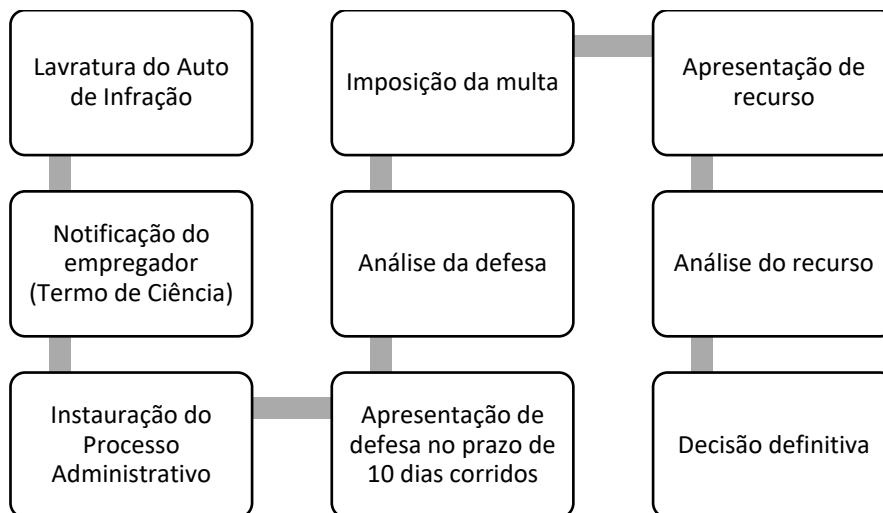 Lavratura do Auto
de Infração
Notificação do
empregador
(Termo de Ciência)
Instauração do
Processo
Administrativo
Apresentação de
defesa no prazo de
10 dias corridos
Análise da defesa
Imposição da multa
Apresentação de
recurso
Análise do recurso
Decisão definitiva